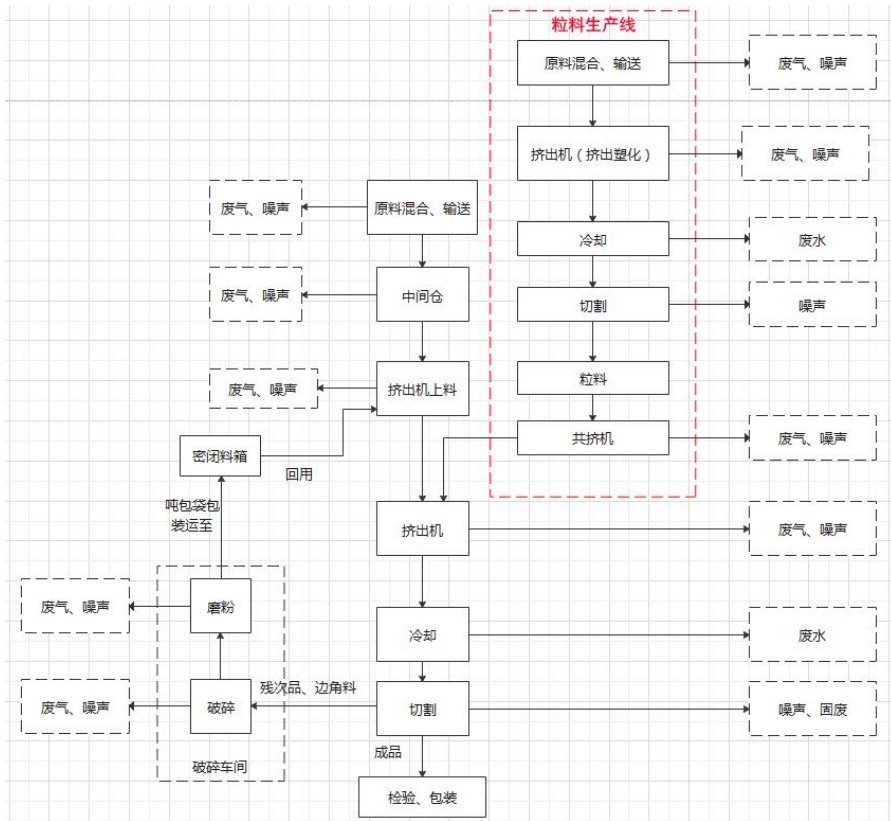 粒料生产线
原料混合、输送
废气、噪声
挤出机（挤出塑化）
废气、噪声
废气、噪声
原料混合、输送
冷却
废水
废气、噪声
中间仓
切割
噪声
废气、噪声
挤出机上料
粒料
密闭料箱
共挤机
废气、噪声
回用
吨包袋包
装运至
挤出机
废气、噪声
废气、噪声
磨粉
冷却
废水
残次品、边角料
废气、噪声
破碎
切割
噪声、固废
成品
破碎车间
检验、包装